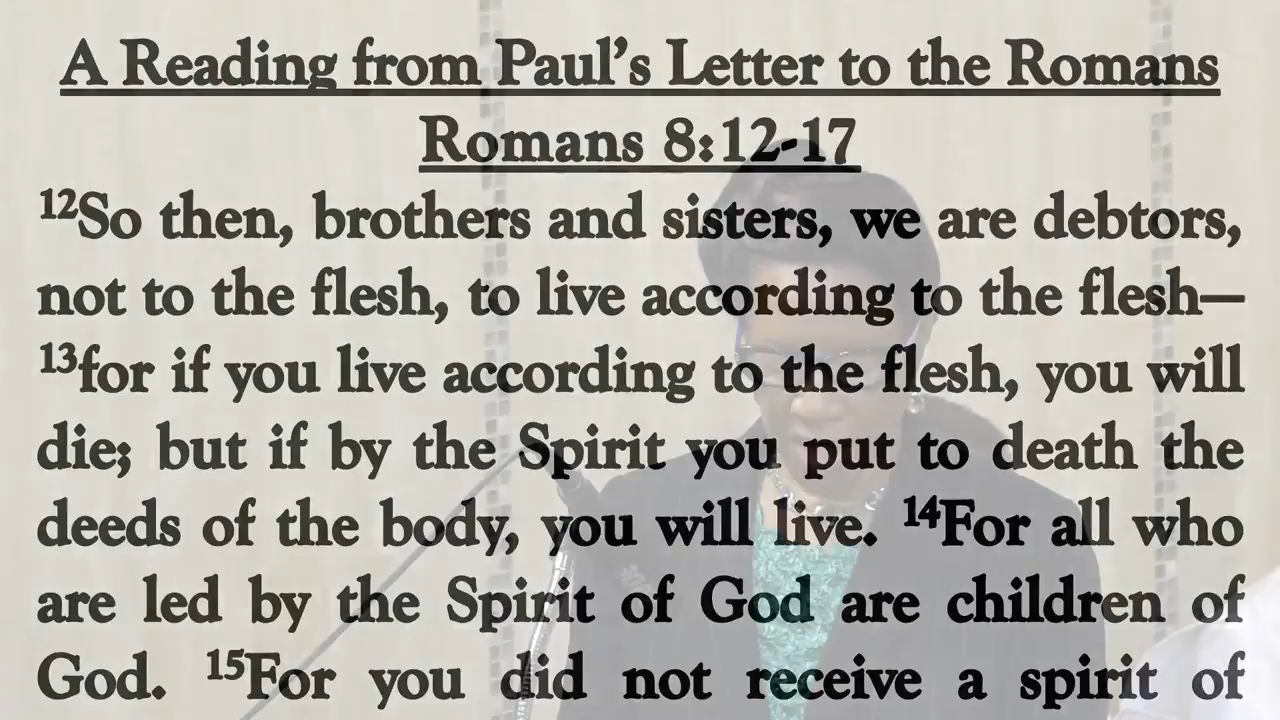 A Reading from Paul’s Letter to the Romans
Romans 8:12-17
¹²So then, brothers and sisters, we are debtors,
not to the flesh, to live according to the flesh—
¹³for if you live according to the flesh, you will
die; but if by the Spirit you put to death the
deeds of the body, you will live. ¹⁴For all who
are led by the Spirit of God are children of
God. ¹⁵For you did not receive a spirit of